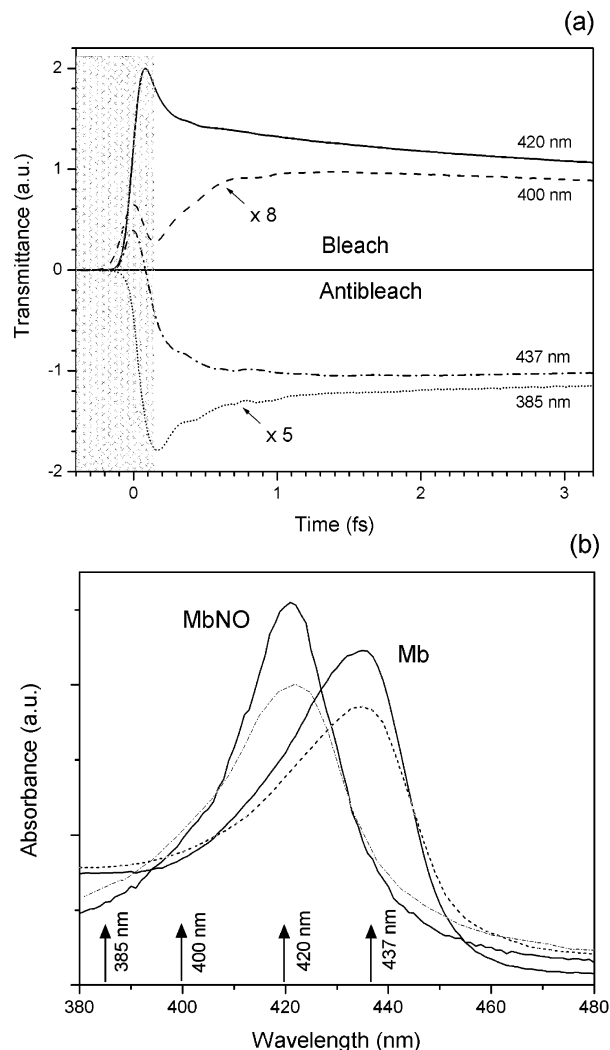 (a)
2
1
0
-1
-2
Transmittance (a.u.)
420 nm
400 nm
x 8
Bleach
Antibleach
437 nm
385 nm
x 5
0 1 2 3
Time (fs)
(b)
MbNO
Mb
Absorbance (a.u.)
385 nm
400 nm
420 nm
437 nm
380 400 420 440 460 480
Wavelength (nm)